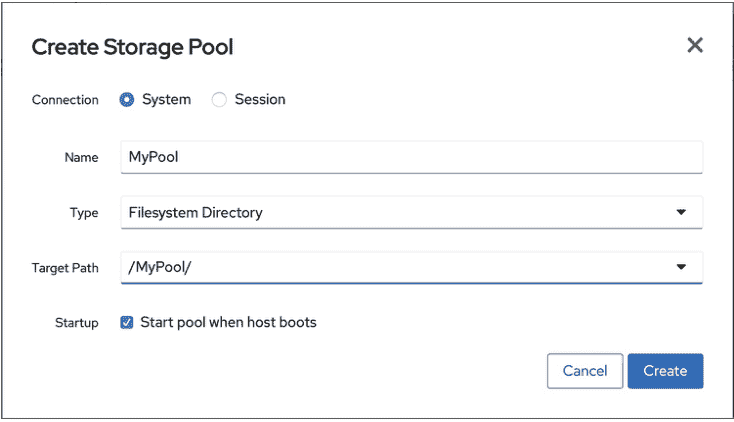 Create Storage Pool
Connection System Session
Name MyPool
Type Filesystem Directory
Target Path /MyPool/
Startup Start pool when host boots
Cancel Create